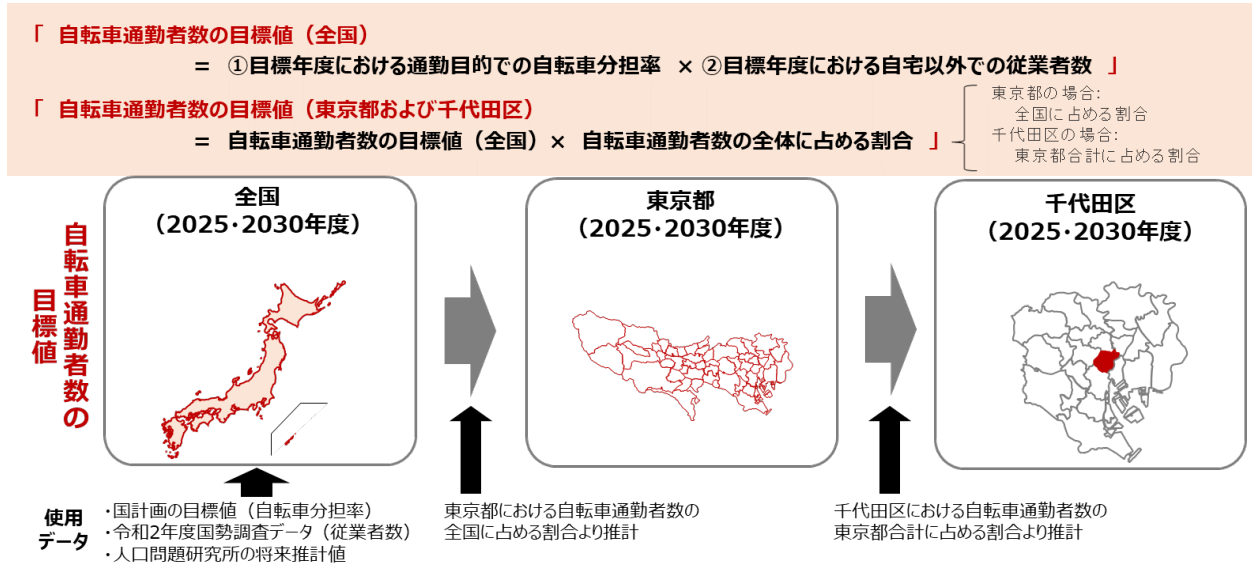 「 自転車通勤者数の目標値（全国）
＝ ①目標年度における通勤目的での自転車分担率 × ②目標年度における自宅以外での従業者数 」
「 自転車通勤者数の目標値（東京都および千代田区）
＝ 自転車通勤者数の目標値（全国）× 自転車通勤者数の全体に占める割合 」
東京都の場合:
全国に占める割合
千代田区の場合:
東京都合計に占める割合
自転車通勤者数の
目標値
全国
（2025･2030年度）
東京都
（2025･2030年度）
千代田区
（2025･2030年度）
使用
データ
･国計画の目標値（自転車分担率）
･令和2年度国勢調査データ（従業者数）
･人口問題研究所の将来推計値
東京都における自転車通勤者数の
全国に占める割合より推計
千代田区における自転車通勤者数の
東京都合計に占める割合より推計